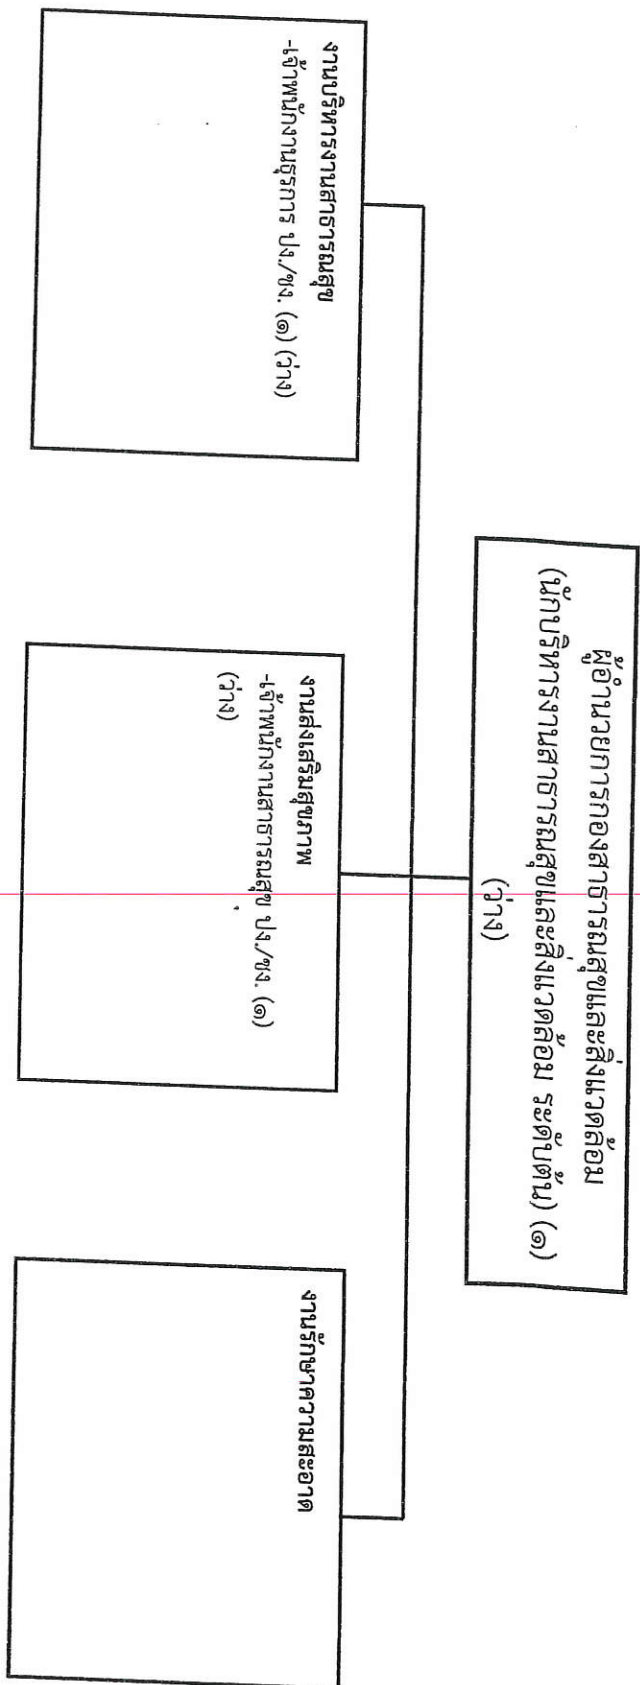 ผู้อำนวยการกองสาธารณสุขและสิ่งแวดล้อม
(นักบริหารงานสาธารณสุขและสิ่งแวดล้อม ระดับต้น) (๑)
(ว่าง)
งานบริหารงานสาธารณสุข
-เจ้าพนักงานธุรการ ปง./ชง. (๑) (ว่าง)
งานส่งเสริมสุขภาพ
-เจ้าพนักงานสาธารณสุข ปง./ชง. (๑)
(ว่าง)
งานรักษาความสะอาด